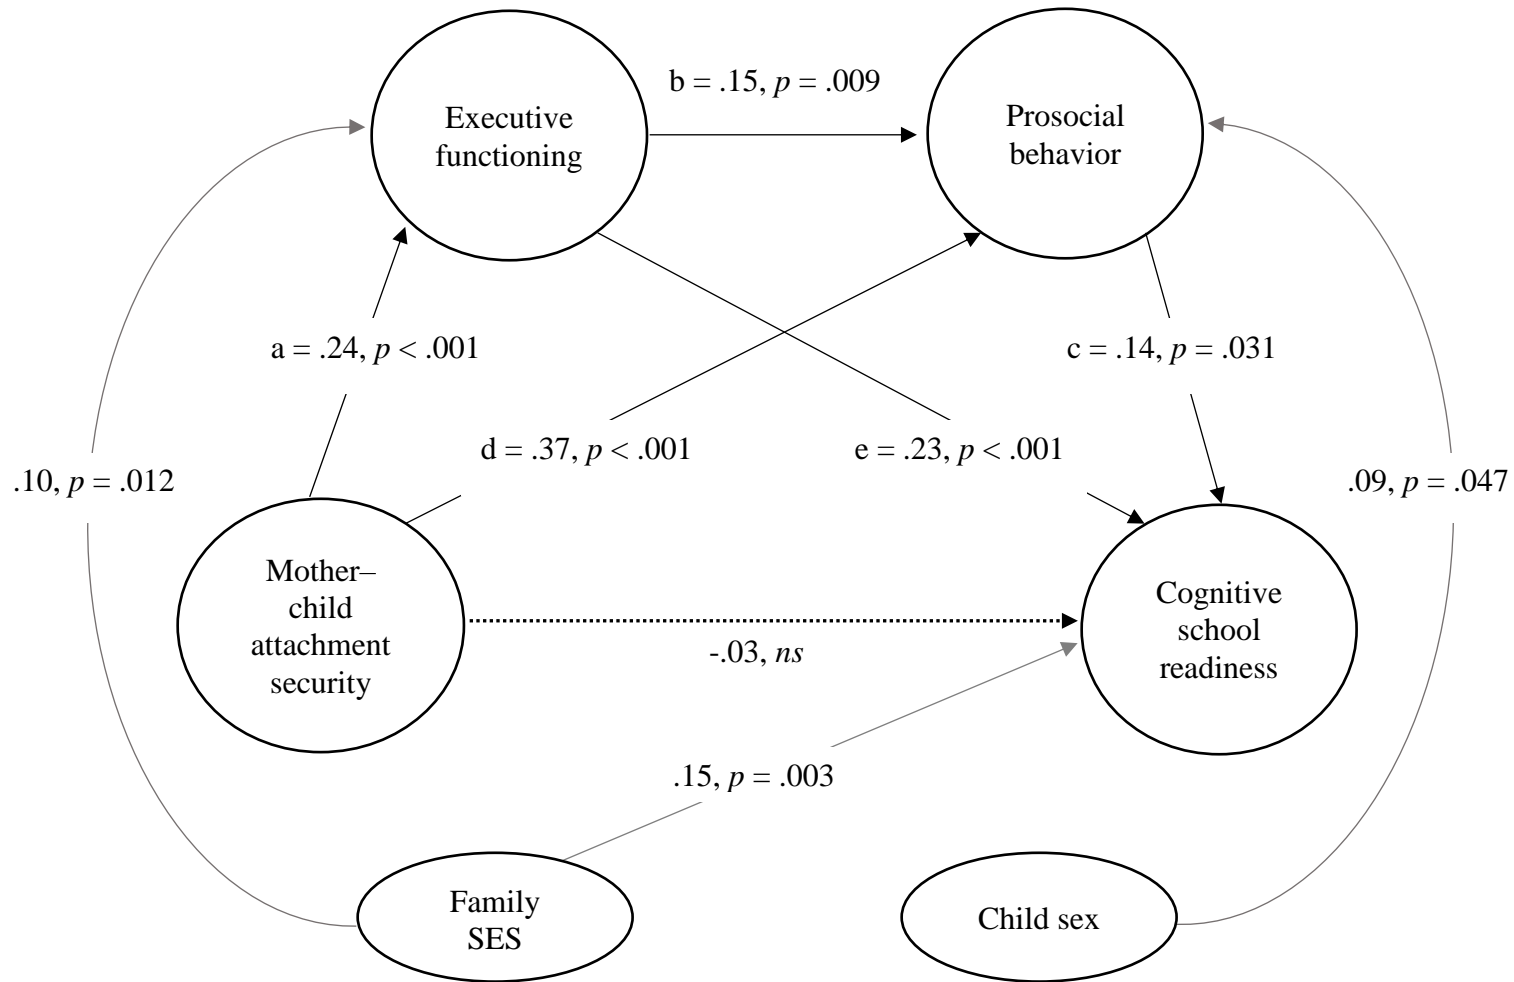 b = .15, p = .009
Executive
functioning
Prosocial
behavior
a = .24, p < .001
c = .14, p = .031
d = .37, p < .001
e = .23, p < .001
.10, p = .012
.09, p = .047
Mother–
child
attachment
security
Cognitive
school
readiness
-.03, ns
.15, p = .003
Family
SES
Child sex